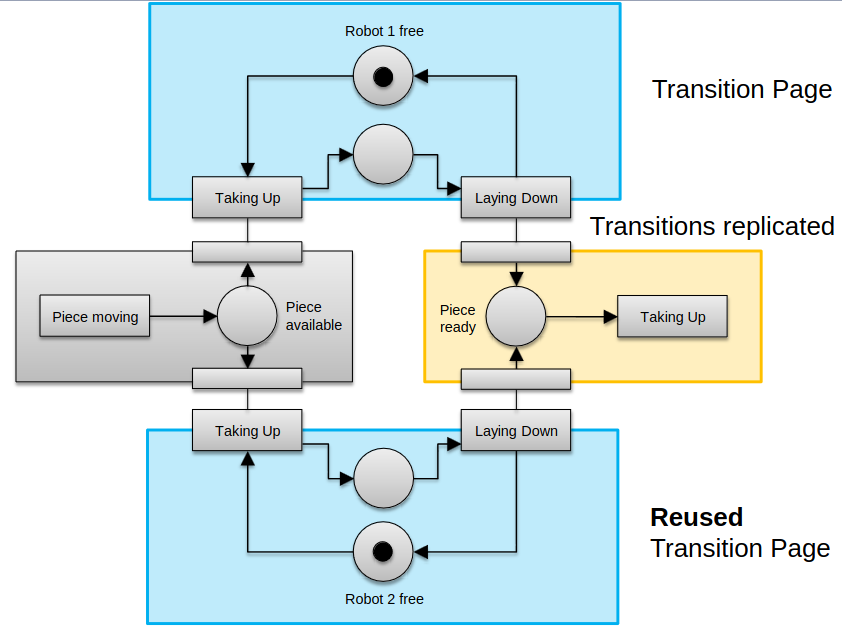 Robot 1 free
Transition Page
Taking Up
Laying Down
Transitions replicated
Piece moving
Piece
available
Piece
ready
Taking Up
Taking Up
Laying Down
Reused
Transition Page
Robot 2 free